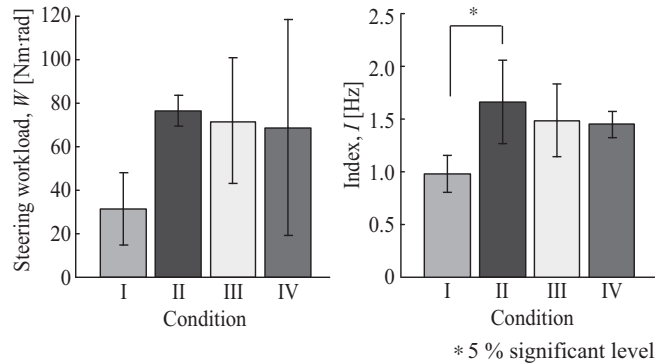 Steering workload, W [Nm·rad]
120
100
80
60
40
20
0
I II III IV
Condition
Index, I [Hz]
2.5
2.0
1.5
1.0
0.5
0
*
I II III IV
Condition
* 5 % significant level